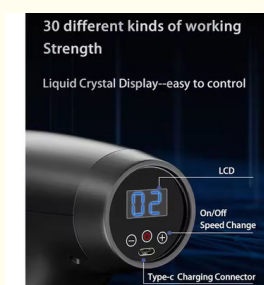 30 different kinds of working
Strength
Liquid Crystal Display--easy to control
LCD
02
On/Off
Speed Change
Type-c Charging Connector